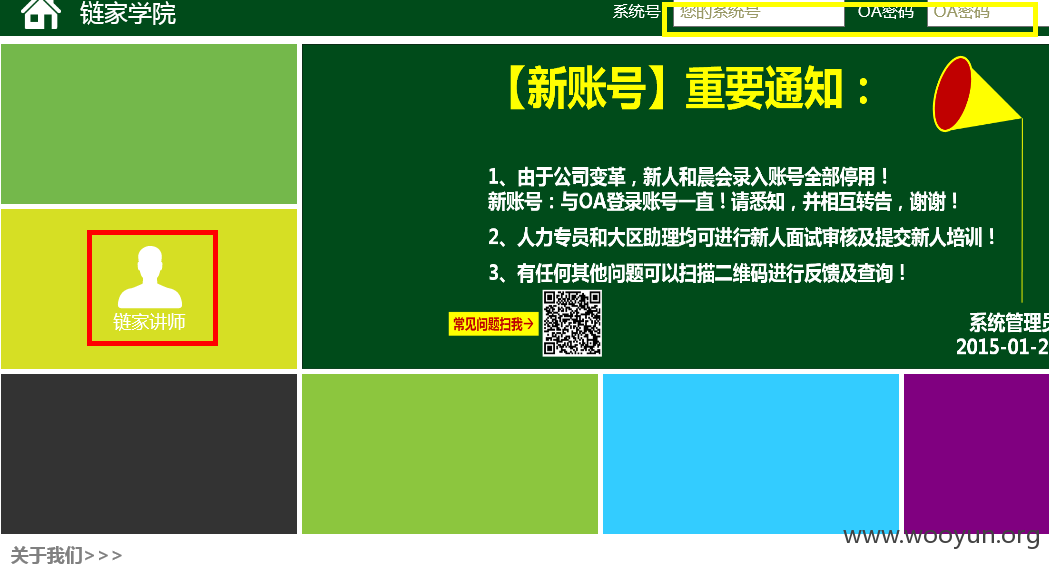 链家学院
系统号 您的系统号 OA密码 OA密码
【新账号】重要通知：
1、由于公司变革，新人和晨会录入账号全部停用！
新账号：与OA登录账号一直！请悉知，并相互转告，谢谢！
2、人力专员和大区助理均可进行新人面试审核及提交新人培训！
3、有任何其他问题可以扫描二维码进行反馈及查询！
链家讲师
常见问题扫我→
系统管理员
2015-01-2
www.wooyun.org
关于我们>>>